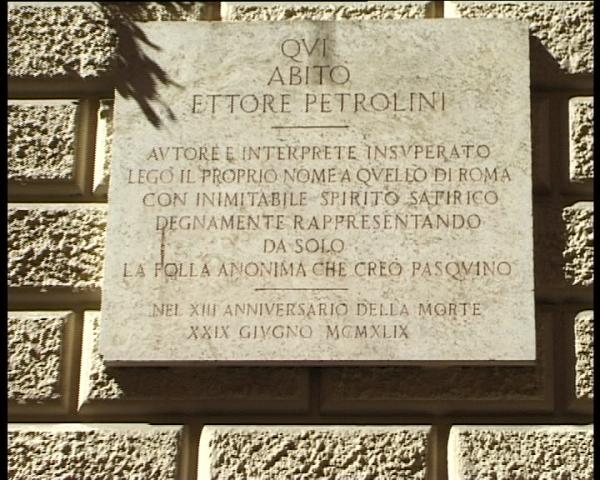 QVI
ABITÒ
ETTORE PETROLINI
AVTORE E INTERPRETE INSVPERATO
LEGÒ IL PROPRIO NOME A QVELLO DI ROMA
CON INIMITABILE SPIRITO SATIRICO
DEGNAMENTE RAPPRESENTANDO
DA SOLO
LA FOLLA ANONIMA CHE CREÒ PASQVINO
NEL XIII ANNIVERSARIO DELLA MORTE
XXIX GIVGNO MCMXLIX